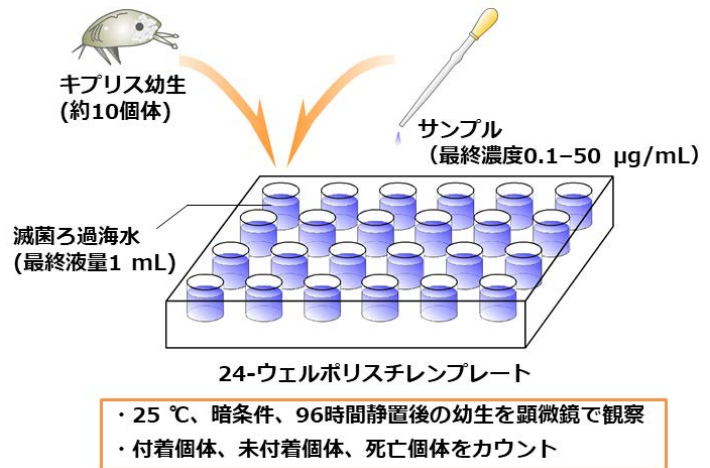 キプリス幼生
(約10個体)
サンプル
（最終濃度0.1–50 μg/mL）
滅菌ろ過海水
(最終液量1 mL)
24-ウェルポリスチレンプレート
・25 ℃、暗条件、96時間静置後の幼生を顕微鏡で観察
・付着個体、未付着個体、死亡個体をカウント